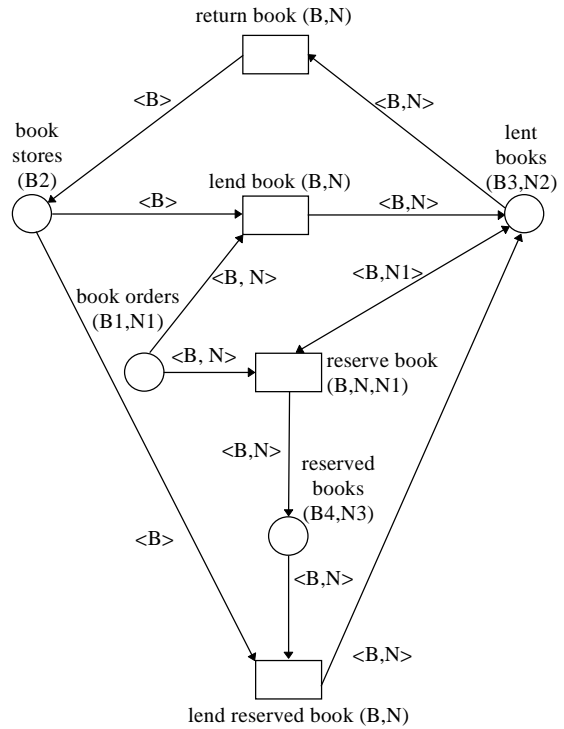 return book (B,N)
<B>
<B,N>
book
stores
(B2)
lent
books
(B3,N2)
lend book (B,N)
<B>
<B,N>
<B, N>
<B,N1>
book orders
(B1,N1)
<B, N>
reserve book
(B,N,N1)
<B,N>
reserved
books
(B4,N3)
<B>
<B,N>
<B,N>
lend reserved book (B,N)